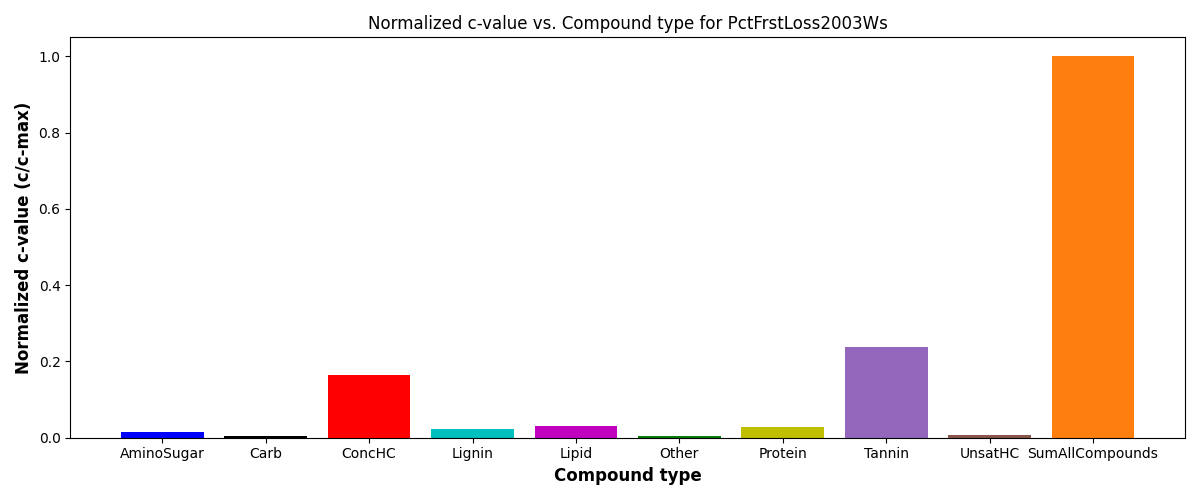 Normalized c-value vs. Compound type for PctFrstLoss2003Ws
Normalized c-value (c/c-max)
1.0
0.8
0.6
0.4
0.2
0.0
AminoSugar Carb ConcHC Lignin Lipid Other Protein Tannin UnsatHC SumAllCompounds
Compound type